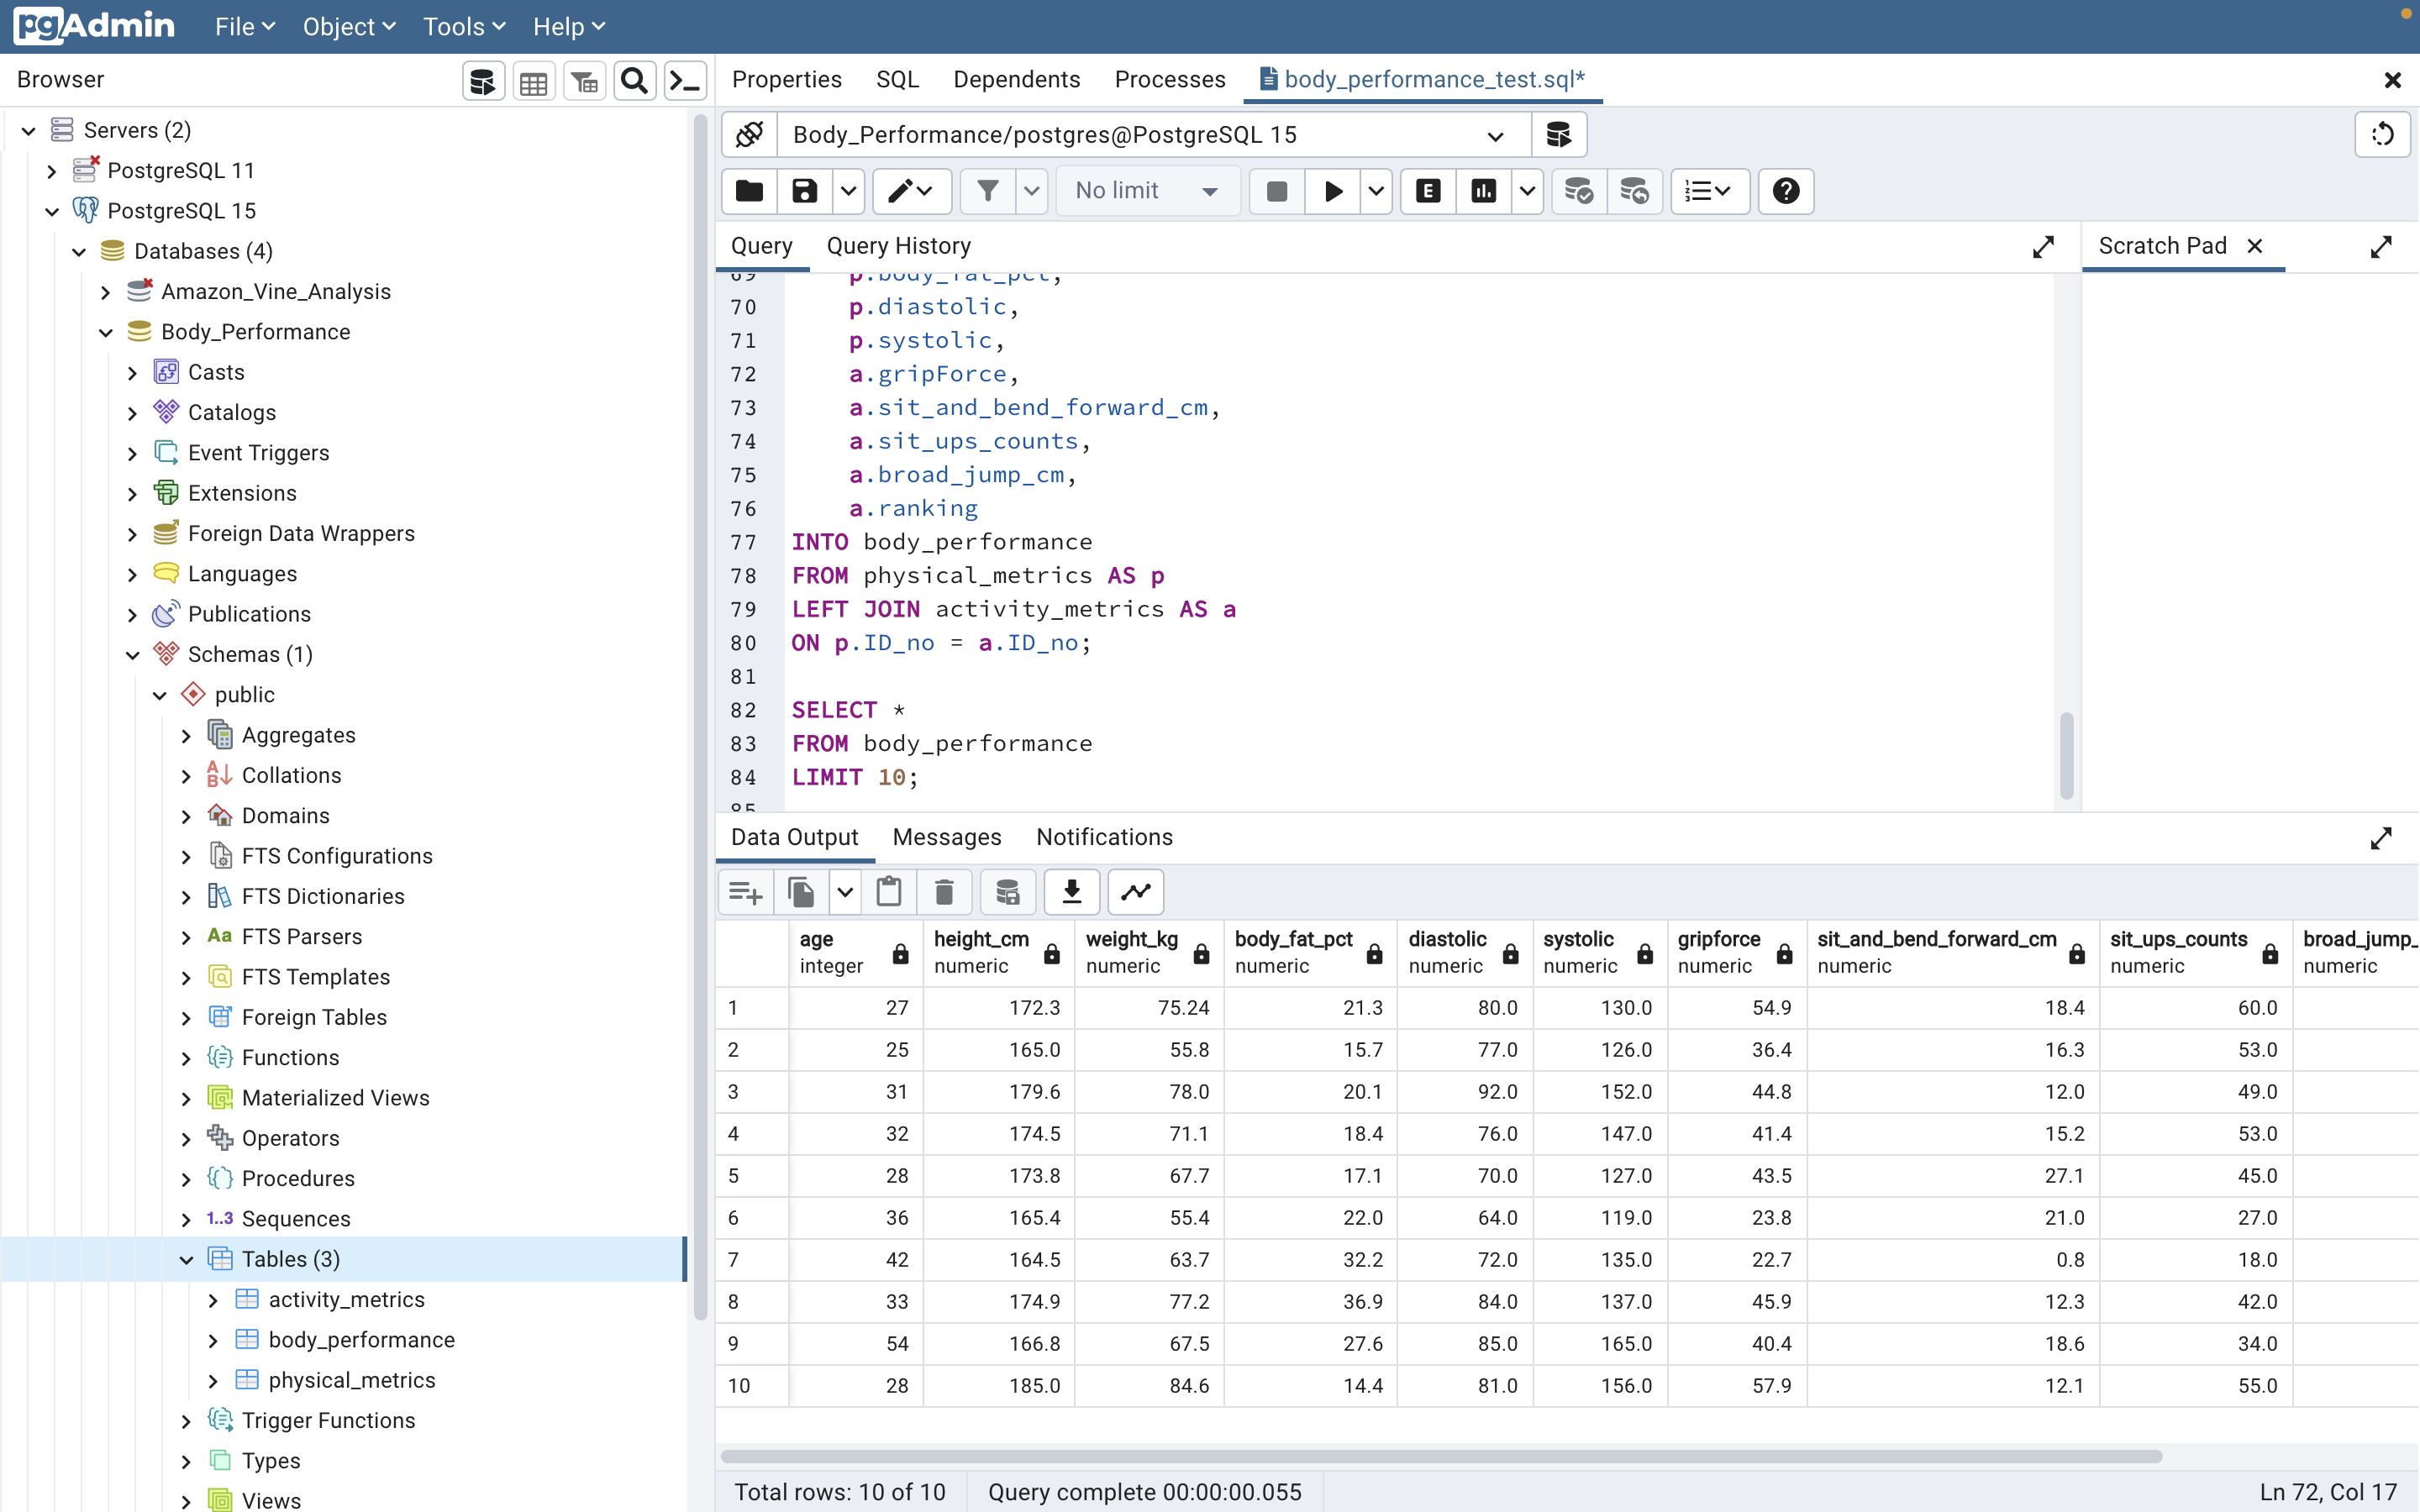 pgAdmin File Object Tools Help
Browser
Servers (2)
PostgreSQL 11
PostgreSQL 15
Databases (4)
Amazon_Vine_Analysis
Body_Performance
Casts
Catalogs
Event Triggers
Extensions
Foreign Data Wrappers
Languages
Publications
Schemas (1)
public
Aggregates
Collations
Domains
FTS Configurations
FTS Dictionaries
Aa FTS Parsers
FTS Templates
Foreign Tables
Functions
Materialized Views
Operators
Procedures
1..3 Sequences
Tables (3)
activity_metrics
body_performance
physical_metrics
Trigger Functions
Types
Views
Properties SQL Dependents Processes body_performance_test.sql*
Body_Performance/postgres@PostgreSQL 15
No limit E
Query Query History Scratch Pad
69 p.body_fat_pct,
70 p.diastolic,
71 p.systolic,
72 a.gripForce,
73 a.sit_and_bend_forward_cm,
74 a.sit_ups_counts,
75 a.broad_jump_cm,
76 a.ranking
77 INTO body_performance
78 FROM physical_metrics AS p
79 LEFT JOIN activity_metrics AS a
80 ON p.ID_no = a.ID_no;
81
82 SELECT *
83 FROM body_performance
84 LIMIT 10;
85
Data Output Messages Notifications
age height_cm weight_kg body_fat_pct diastolic systolic gripforce sit_and_bend_forward_cm sit_ups_counts broad_jump_
integer numeric numeric numeric numeric numeric numeric numeric numeric numeric
1 27 172.3 75.24 21.3 80.0 130.0 54.9 18.4 60.0
2 25 165.0 55.8 15.7 77.0 126.0 36.4 16.3 53.0
3 31 179.6 78.0 20.1 92.0 152.0 44.8 12.0 49.0
4 32 174.5 71.1 18.4 76.0 147.0 41.4 15.2 53.0
5 28 173.8 67.7 17.1 70.0 127.0 43.5 27.1 45.0
6 36 165.4 55.4 22.0 64.0 119.0 23.8 21.0 27.0
7 42 164.5 63.7 32.2 72.0 135.0 22.7 0.8 18.0
8 33 174.9 77.2 36.9 84.0 137.0 45.9 12.3 42.0
9 54 166.8 67.5 27.6 85.0 165.0 40.4 18.6 34.0
10 28 185.0 84.6 14.4 81.0 156.0 57.9 12.1 55.0
Total rows: 10 of 10 Query complete 00:00:00.055 Ln 72, Col 17